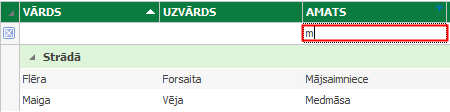 VĀRDS UZVĀRDS AMATS
m
Strādā
Flēra Forsaita Mājsaimniece
Maiga Vēja Medmāsa